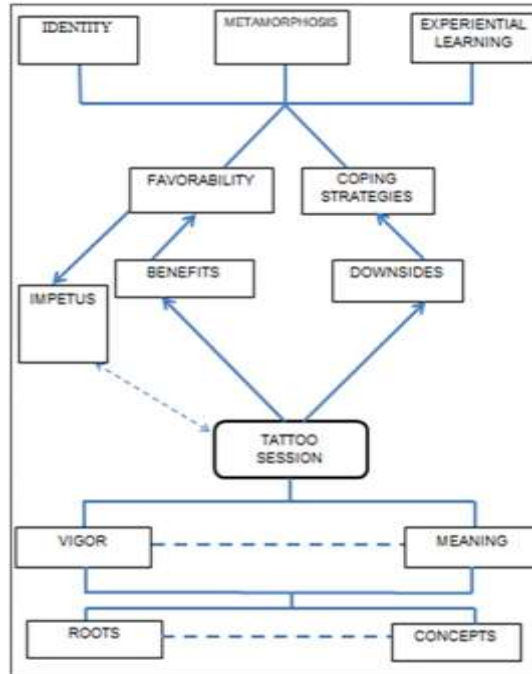 IDENTITY
METAMORPHOSIS
EXPERIENTIAL
LEARNING
FAVORABILITY
COPING
STRATEGIES
BENEFITS
DOWNSIDES
IMPETUS
TATTOO
SESSION
VIGOR
MEANING
ROOTS
CONCEPTS